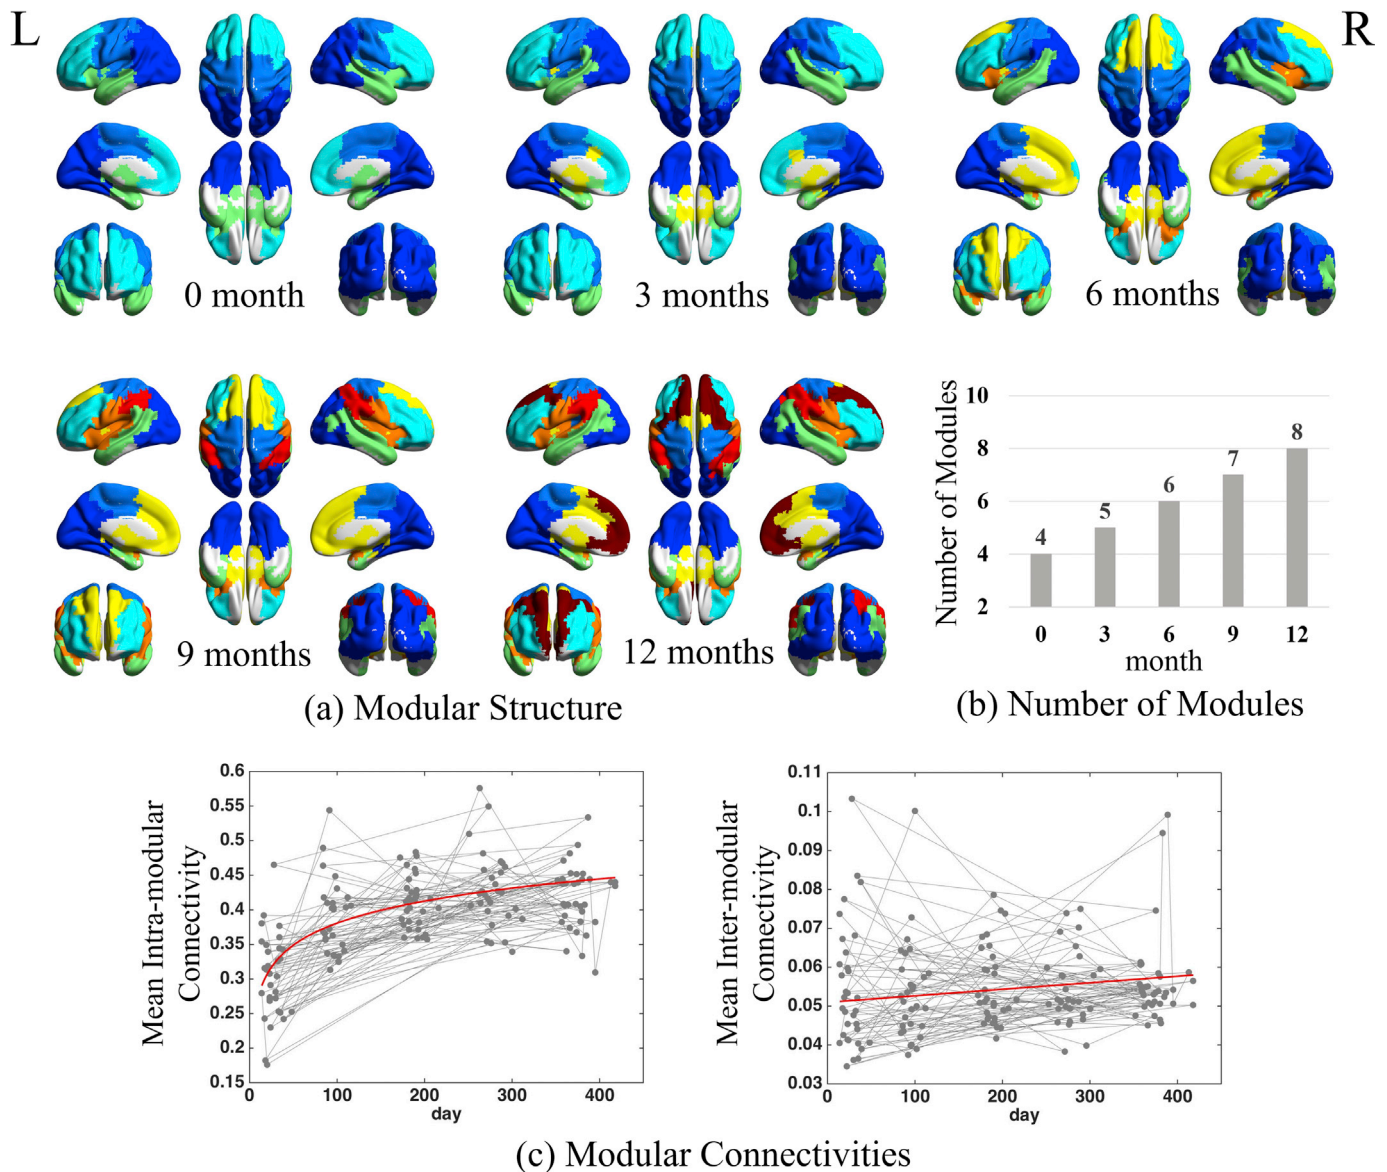 L
R
0 month
3 months
6 months
9 months
12 months
(a) Modular Structure
Number of Modules
10
8
6
4
2
4
5
6
7
8
0
3
6
9
12
month
(b) Number of Modules
Mean Intra-modular
Connectivity
0.6
0.55
0.5
0.45
0.4
0.35
0.3
0.25
0.2
0.15
0
100
200
300
400
day
Mean Inter-modular
Connectivity
0.11
0.1
0.09
0.08
0.07
0.06
0.05
0.04
0.03
0
100
200
300
400
day
(c) Modular Connectivities